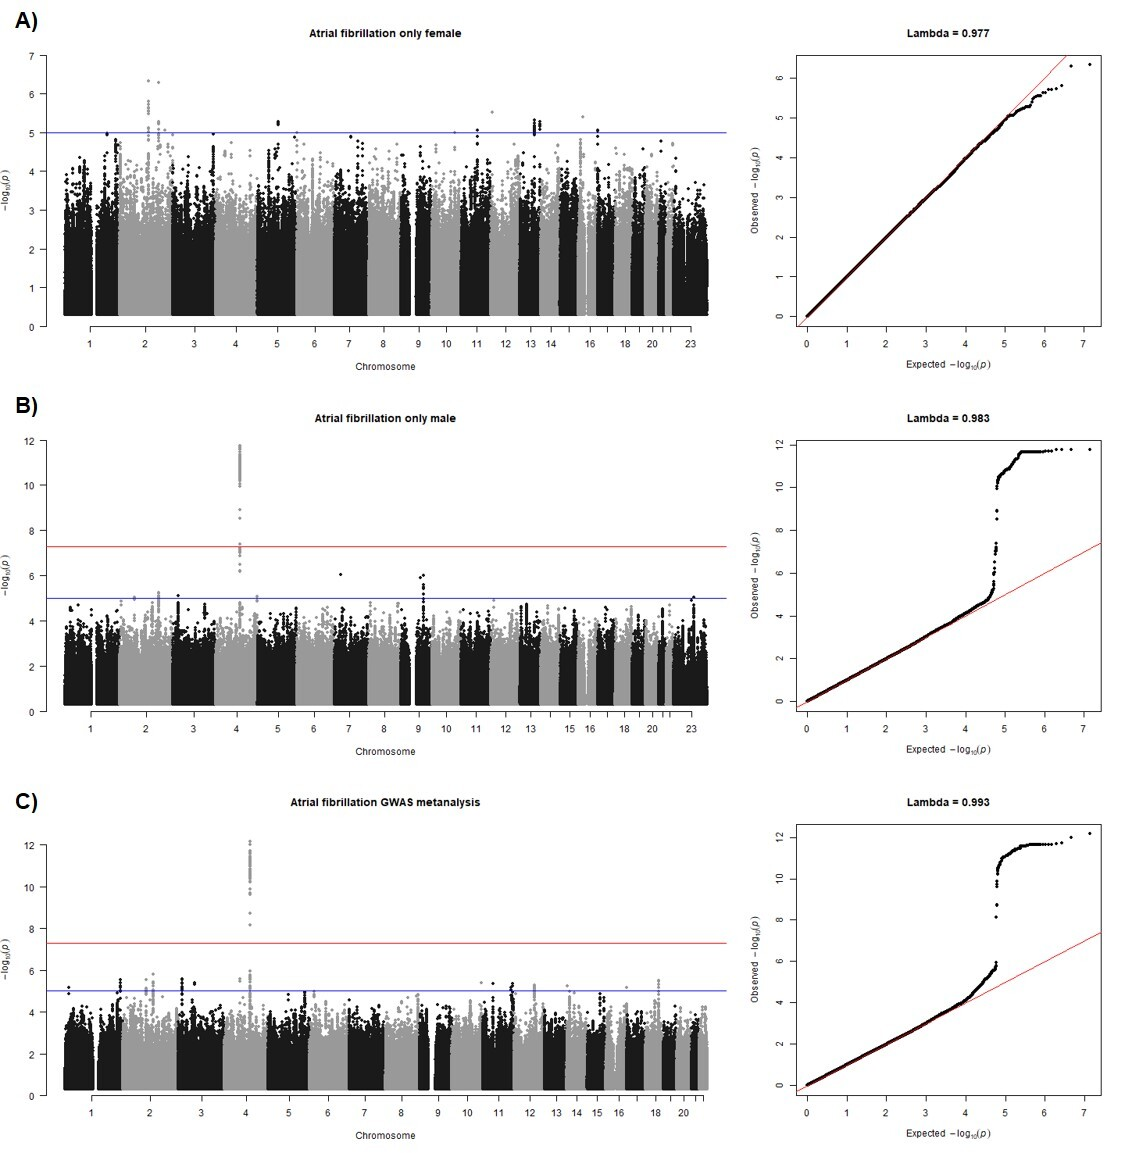 A)
Atrial fibrillation only female
Lambda = 0.977
7
6
5
4
3
2
1
0
−log10(p)
1 2 3 4 5 6 7 8 9 10 11 12 13 14 15 16 18 20 23
Chromosome
6
5
4
3
2
1
0
Observed −log10(p)
0 1 2 3 4 5 6 7
Expected −log10(p)
B)
Atrial fibrillation only male
Lambda = 0.983
12
10
8
6
4
2
0
−log10(p)
1 2 3 4 5 6 7 8 9 10 11 12 13 15 16 18 20 23
Chromosome
12
10
8
6
4
2
0
Observed −log10(p)
0 1 2 3 4 5 6 7
Expected −log10(p)
C)
Atrial fibrillation GWAS metanalysis
Lambda = 0.993
12
10
8
6
4
2
0
−log10(p)
1 2 3 4 5 6 7 8 9 10 11 12 13 14 15 16 18 20
Chromosome
12
10
8
6
4
2
0
Observed −log10(p)
0 1 2 3 4 5 6 7
Expected −log10(p)